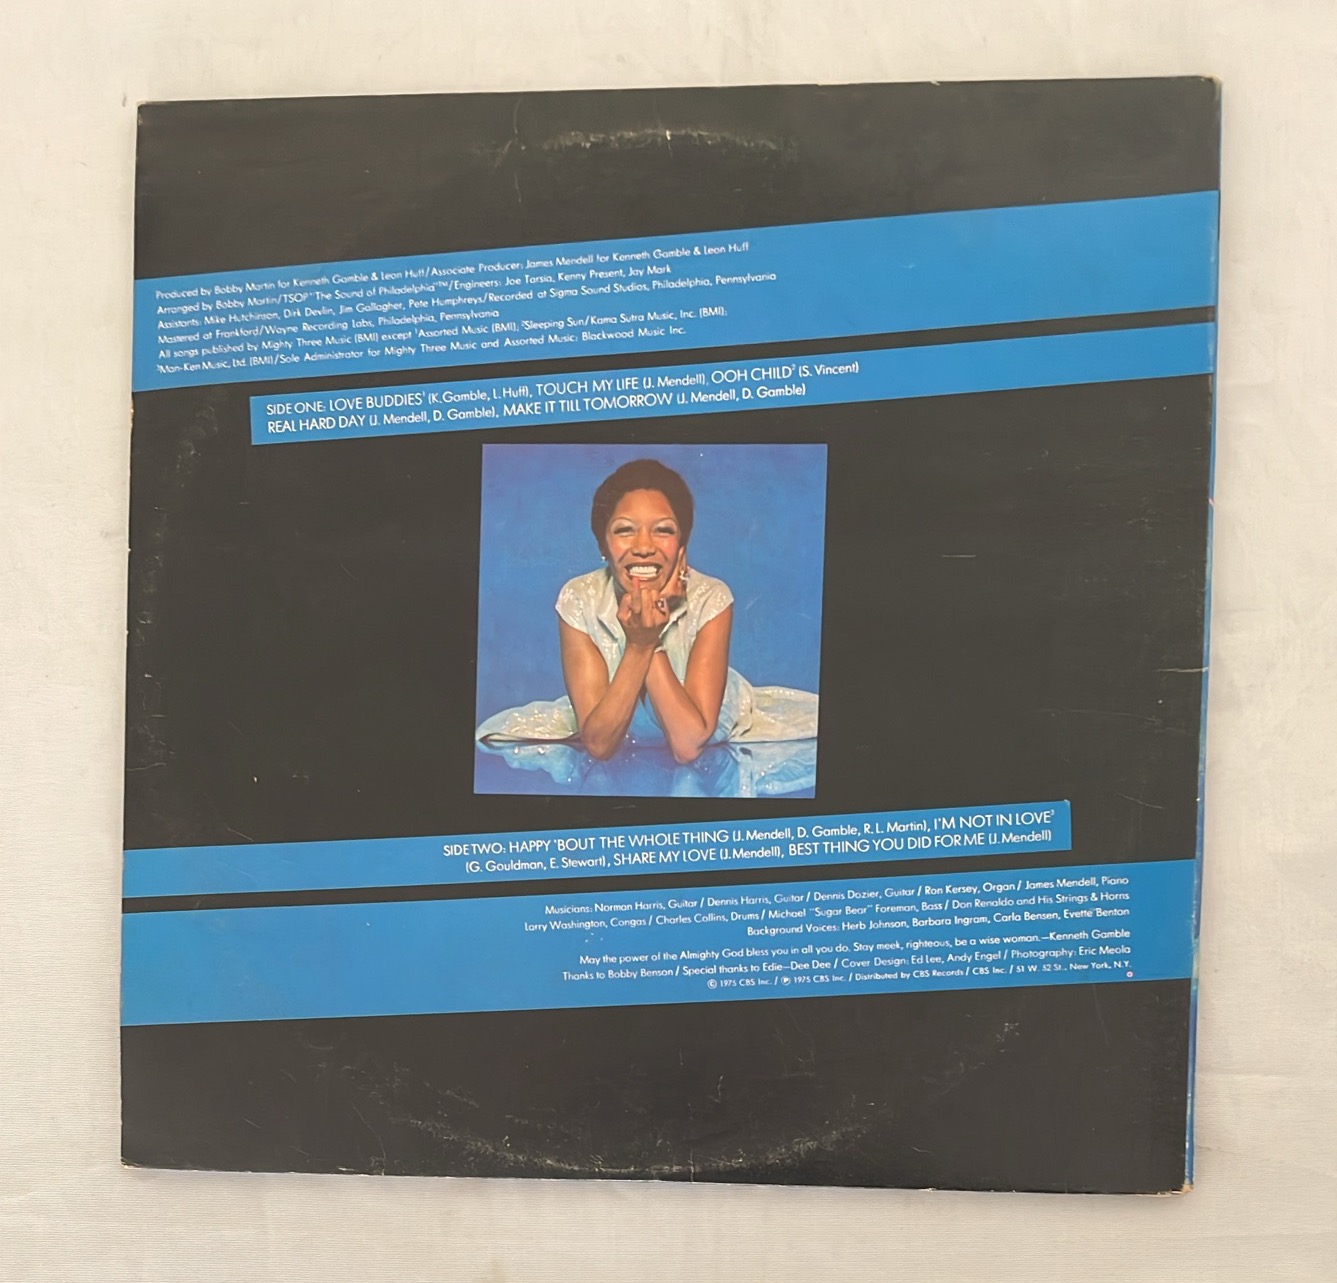 Produced by Bobby Martin for Kenneth Gamble & Leon Huff/Associate Producer: James Mendell for Kenneth Gamble & Leon Huff
Arranged by Bobby Martin/TSOP "The Sound of Philadelphia"™/Engineers: Joe Tarsia, Kenny Present, Jay Mark
Assistants: Mike Hutchinson, Dirk Devlin, Jim Gallagher, Pete Humphreys/Recorded at Sigma Sound Studios, Philadelphia, Pennsylvania
Mastered at Frankford/Wayne Recording Labs, Philadelphia, Pennsylvania
All songs published by Mighty Three Music (BMI) except ¹Assorted Music (BMI); ²Sleeping Sun/Kama Sutra Music, Inc. (BMI);
³Man-Ken Music, Ltd. (BMI)/Sole Administrator for Mighty Three Music and Assorted Music: Blackwood Music Inc.
SIDE ONE: LOVE BUDDIES¹ (K. Gamble, L. Huff), TOUCH MY LIFE (J. Mendell), OOH CHILD² (S. Vincent)
REAL HARD DAY (J. Mendell, D. Gamble), MAKE IT TILL TOMORROW (J. Mendell, D. Gamble)
SIDE TWO: HAPPY 'BOUT THE WHOLE THING (J. Mendell, D. Gamble, R. L. Martin), I'M NOT IN LOVE³
(G. Gouldman, E. Stewart), SHARE MY LOVE (J. Mendell), BEST THING YOU DID FOR ME (J. Mendell)
Musicians: Norman Harris, Guitar / Dennis Harris, Guitar / Dennis Dozier, Guitar / Ron Kersey, Organ / James Mendell, Piano
Larry Washington, Congas / Charles Collins, Drums / Michael "Sugar Bear" Foreman, Bass / Don Renaldo and His Strings & Horns
Background Voices: Herb Johnson, Barbara Ingram, Carla Bensen, Evette Benton
May the power of the Almighty God bless you in all you do. Stay meek, righteous, be a wise woman.—Kenneth Gamble
Thanks to Bobby Benson / Special thanks to Edie—Dee Dee / Cover Design: Ed Lee, Andy Engel / Photography: Eric Meola
© 1975 CBS Inc. / ℗ 1975 CBS Inc. / Distributed by CBS Records / CBS Inc. / 51 W. 52 St., New York, N.Y.